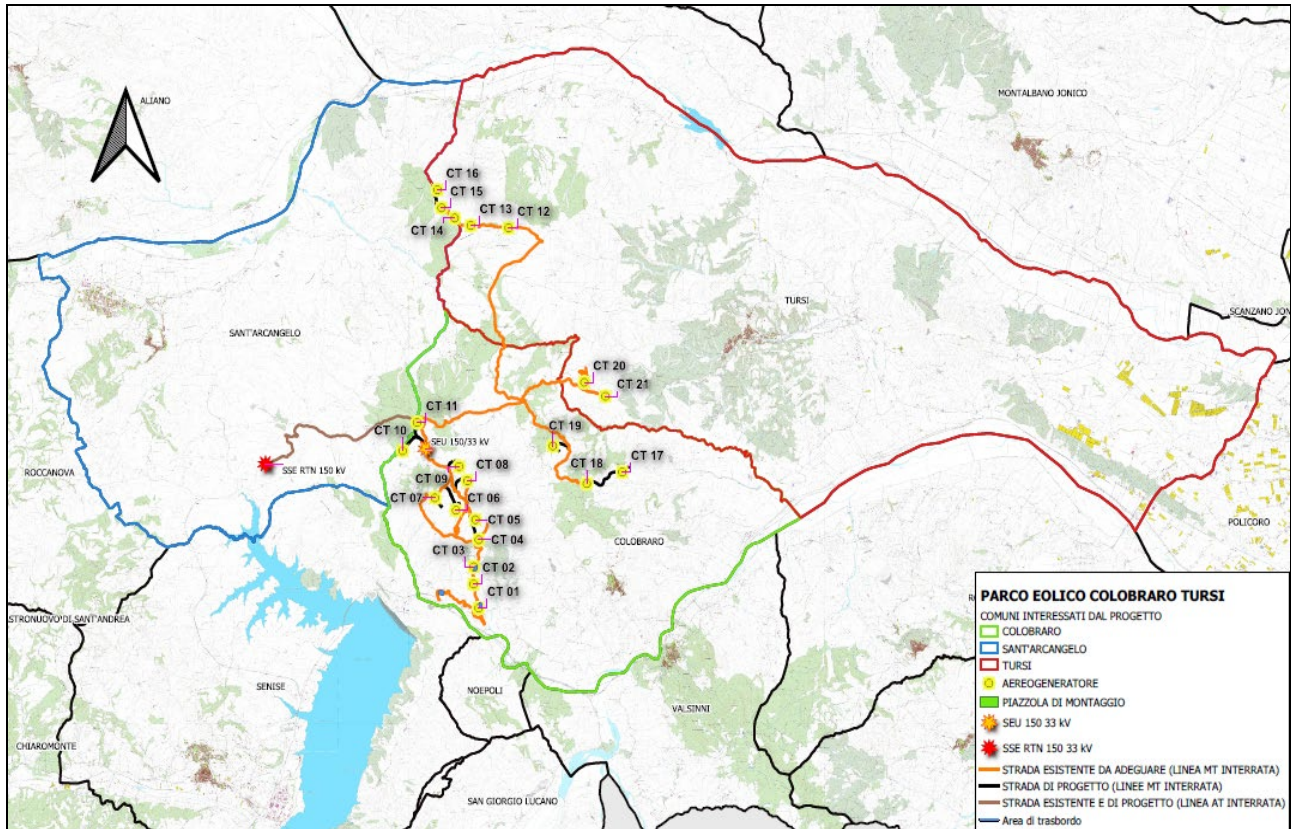 ALIANO
MONTALBANO JONICO
CT 16
CT 15
CT 13
CT 12
CT 14
TURSI
SCANZANO JON
SANT'ARCANGELO
CT 20
CT 21
CT 11
CT 10
SEU 150/33 kV
CT 19
SSE RTN 150 kV
ROCCANOVA
CT 08
CT 09
CT 18
CT 17
CT 07
CT 06
CT 05
POLICORO
CT 04
COLOBRARO
CT 03
CT 02
CT 01
ASTRONUOVO DI SANT'ANDREA
SENISE
NOEPOLI
VALSINNI
CHIAROMONTE
SAN GIORGIO LUCANO
PARCO EOLICO COLOBRARO TURSI
COMUNI INTERESSATI DAL PROGETTO
COLOBRARO
SANT'ARCANGELO
TURSI
AEREOGENERATORE
PIAZZOLA DI MONTAGGIO
SEU 150 33 kV
SSE RTN 150 33 kV
STRADA ESISTENTE DA ADEGUARE (LINEA MT INTERRATA)
STRADA DI PROGETTO (LINEE MT INTERRATA)
STRADA ESISTENTE E DI PROGETTO (LINEA AT INTERRATA)
Area di trasbordo